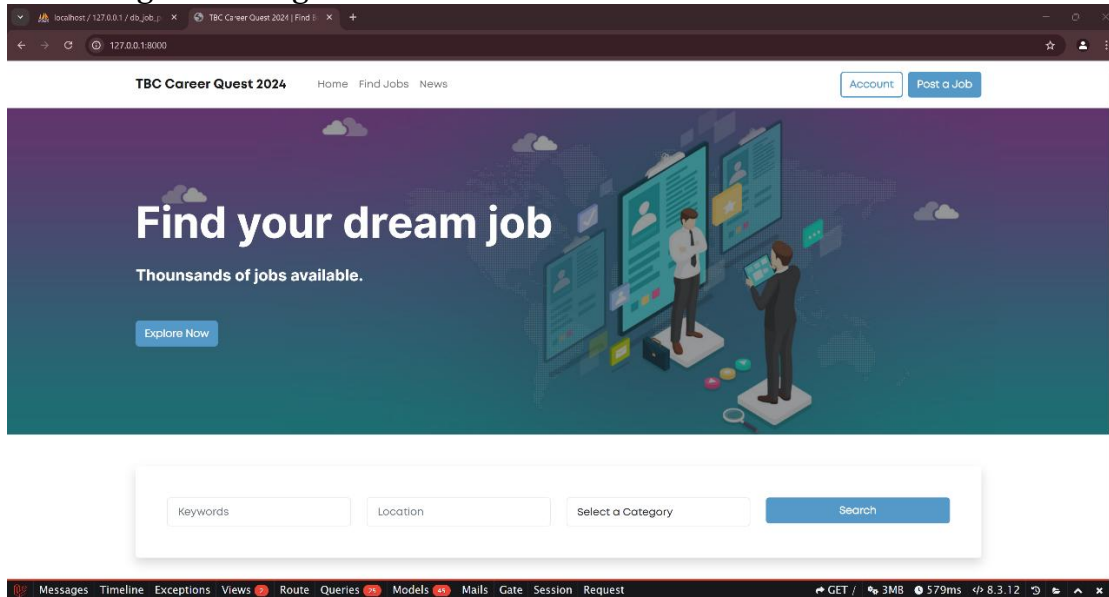 localhost / 127.0.0.1 / db_job_p
TBC Career Quest 2024 | Find
127.0.0.1:8000
TBC Career Quest 2024
Home Find Jobs News
Account
Post a Job
Find your dream job
Thounsands of jobs available.
Explore Now
Keywords
Location
Select a Category
Search
Messages Timeline Exceptions Views 7 Route Queries Models Mails Gate Session Request GET / 3MB 579ms 8.3.12